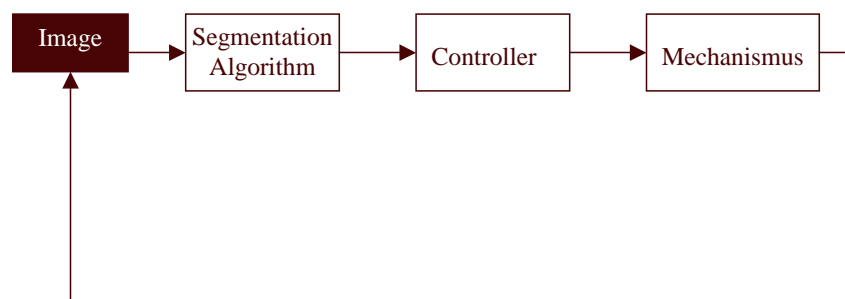 Image
Segmentation
Algorithm
Controller
Mechanismus